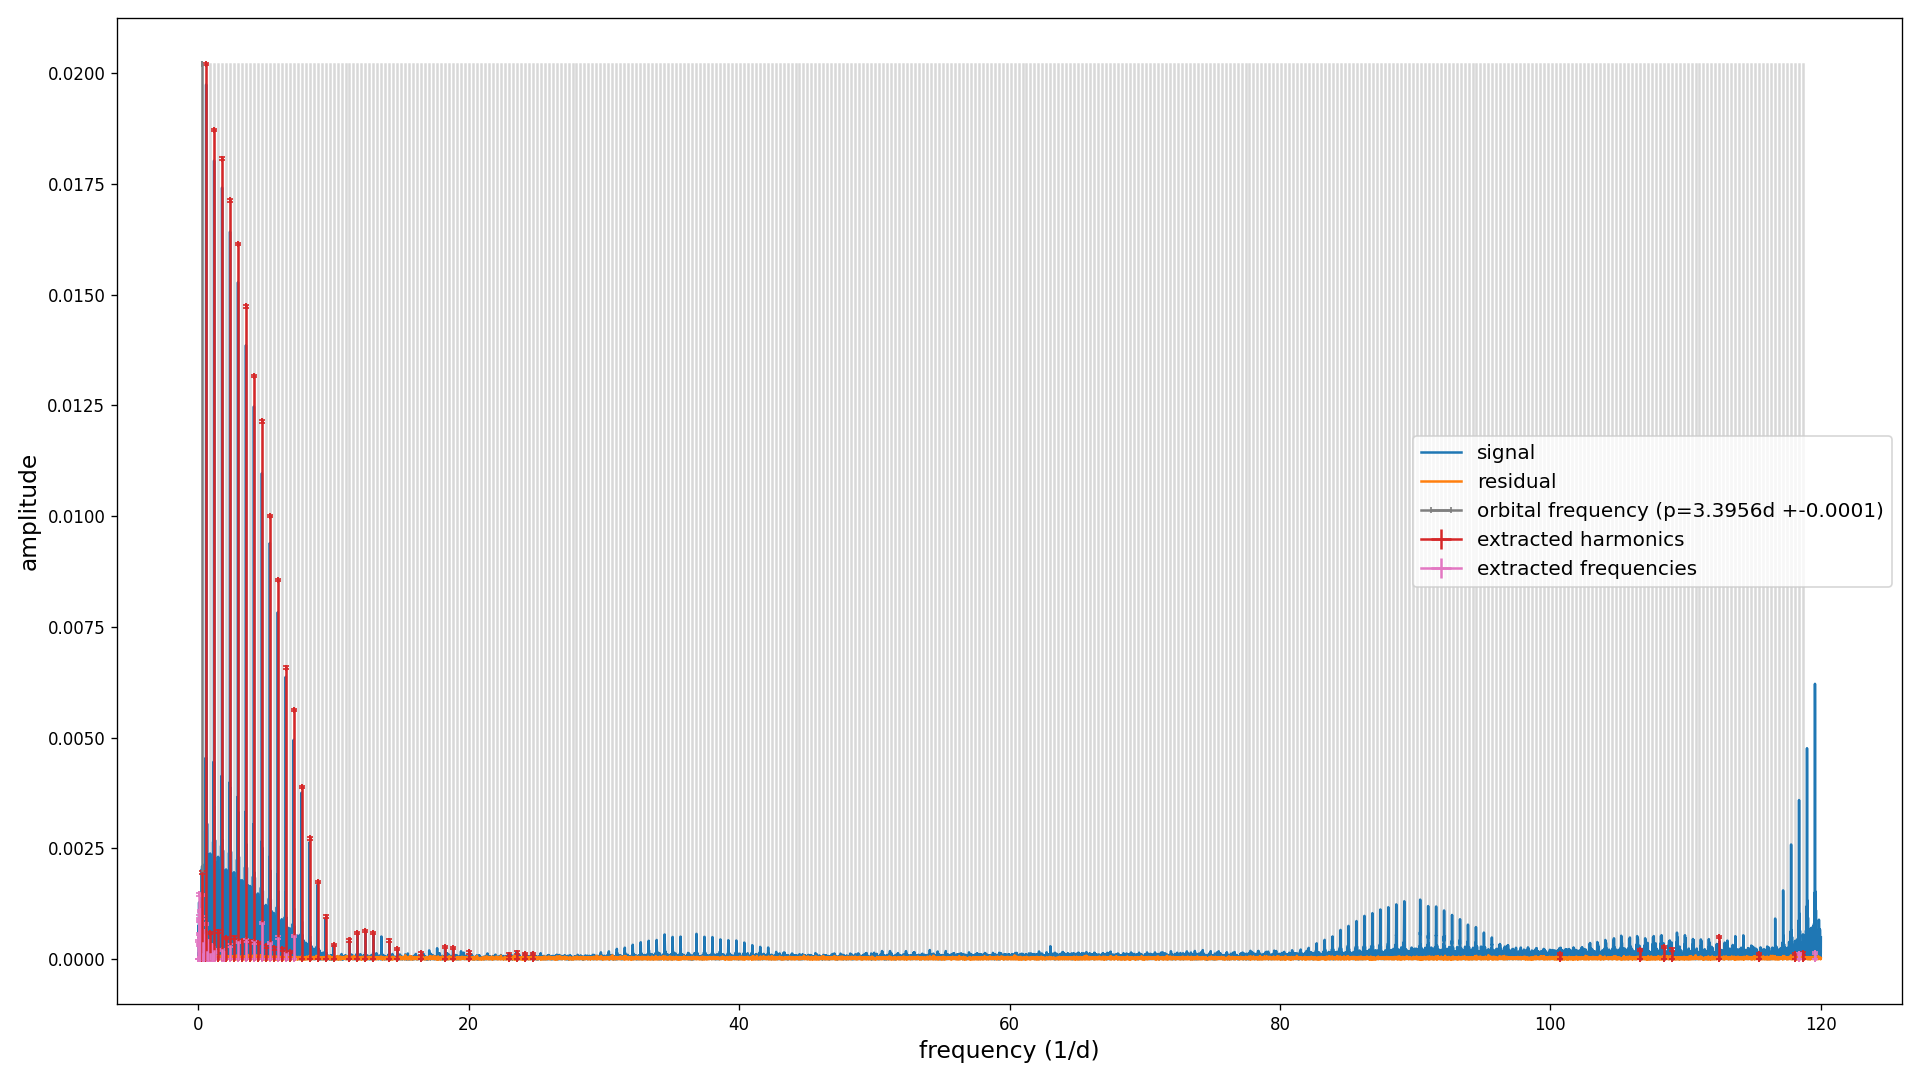 0.0200
0.0175
0.0150
0.0125
0.0100
0.0075
0.0050
0.0025
0.0000
amplitude
signal
residual
orbital frequency (p=3.3956d +-0.0001)
extracted harmonics
extracted frequencies
0 20 40 60 80 100 120
frequency (1/d)